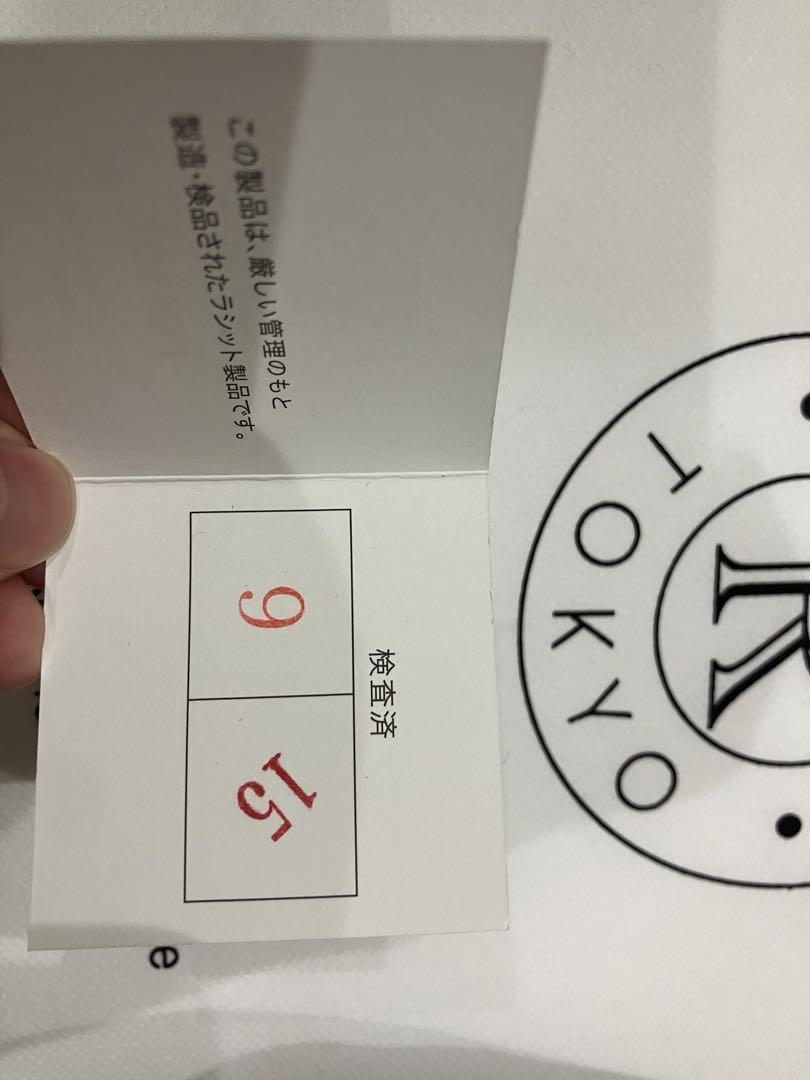 この製品は、厳しい管理のもと
製造・検品されたラシット製品です。
検査済
9 15
TOKYO
R
e